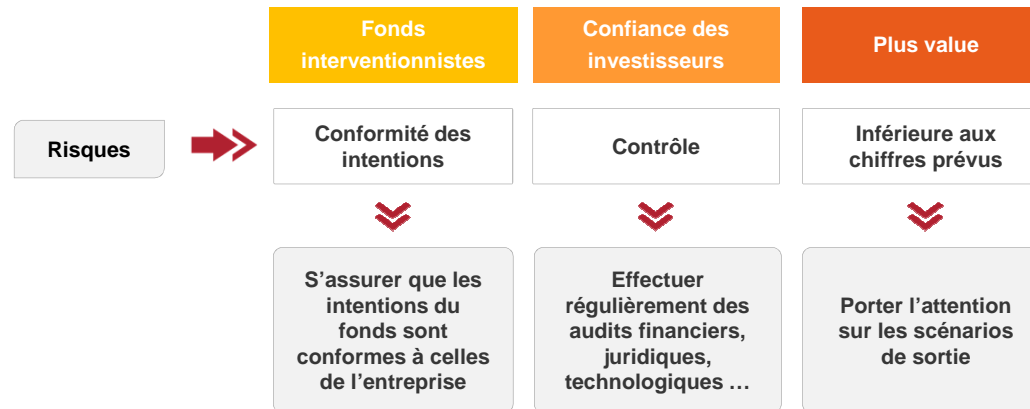 Fonds
interventionnistes
Confiance des
investisseurs
Plus value
Risques
Conformité des
intentions
Contrôle
Inférieure aux
chiffres prévus
S’assurer que les
intentions du
fonds sont
conformes à celles
de l’entreprise
Effectuer
régulièrement des
audits financiers,
juridiques,
technologiques …
Porter l’attention
sur les scénarios
de sortie